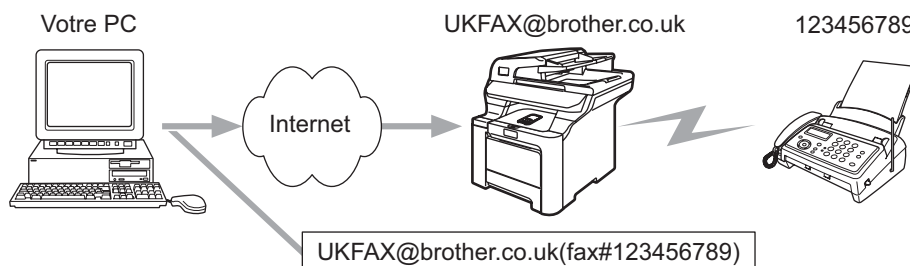 Votre PC
UKFAX@brother.co.uk
123456789
Internet
UKFAX@brother.co.uk(fax#123456789)